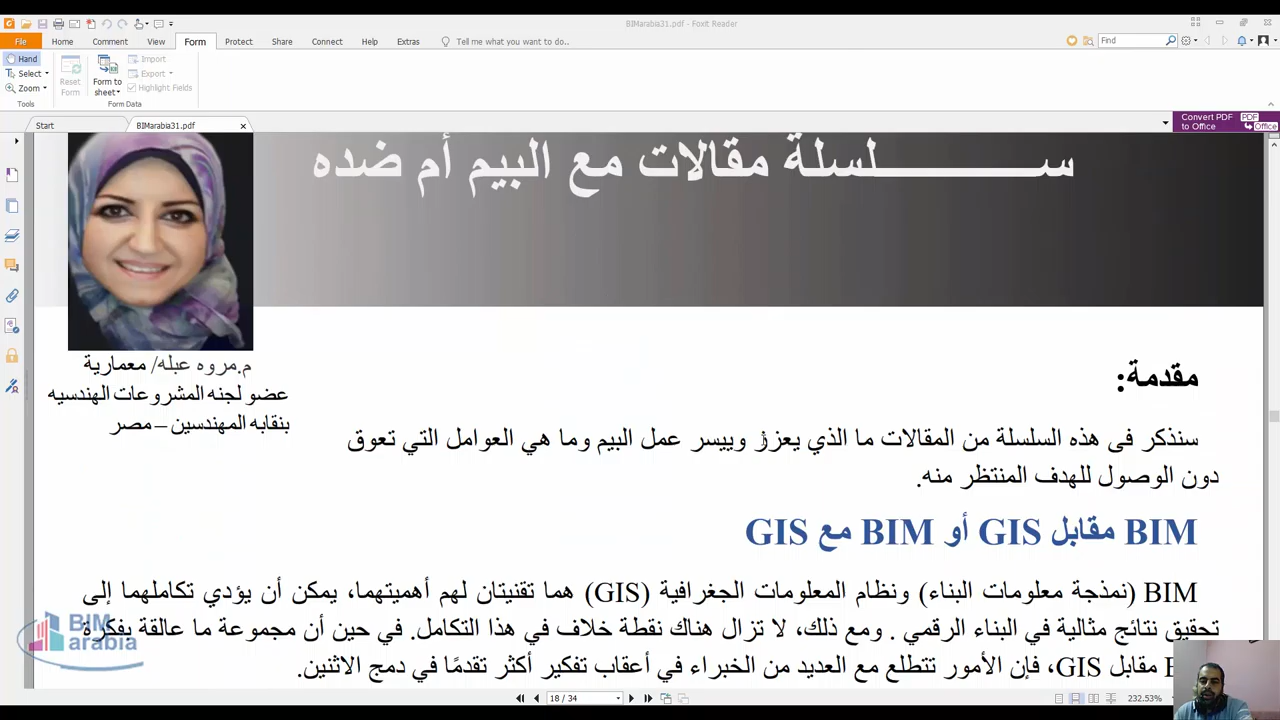 BIMarabia31.pdf - Foxit Reader
File Home Comment View Form Protect Share Connect Help Extras Tell me what you want to do.. Find
Hand
Select
Zoom
Tools
Reset Form
Form to sheet
Import
Export
Highlight Fields
Form Data
Start BIMarabia31.pdf
Convert PDF to Office
PDF
Office
ســـــــلسلة مقالات مع البيم أم ضده
م.مروه عبله/ معمارية
عضو لجنه المشروعات الهندسيه
بنقابه المهندسين – مصر
مقدمة:
سنذكر فى هذه السلسلة من المقالات ما الذي يعزز وييسر عمل البيم وما هي العوامل التي تعوق
دون الوصول للهدف المنتظر منه.
BIM مقابل GIS أو BIM مع GIS
BIM (نمذجة معلومات البناء) ونظام المعلومات الجغرافية (GIS) هما تقنيتان لهم أهميتهما، يمكن أن يؤدي تكاملهما إلى
تحقيق نتائج مثالية في البناء الرقمي . ومع ذلك، لا تزال هناك نقطة خلاف في هذا التكامل. في حين أن مجموعة ما عالقة بفكرة
مقابل GIS، فإن الأمور تتطلع مع العديد من الخبراء في أعقاب تفكير أكثر تقدمًا في دمج الاثنين.
BIM
arabia
18 / 34
232.53%